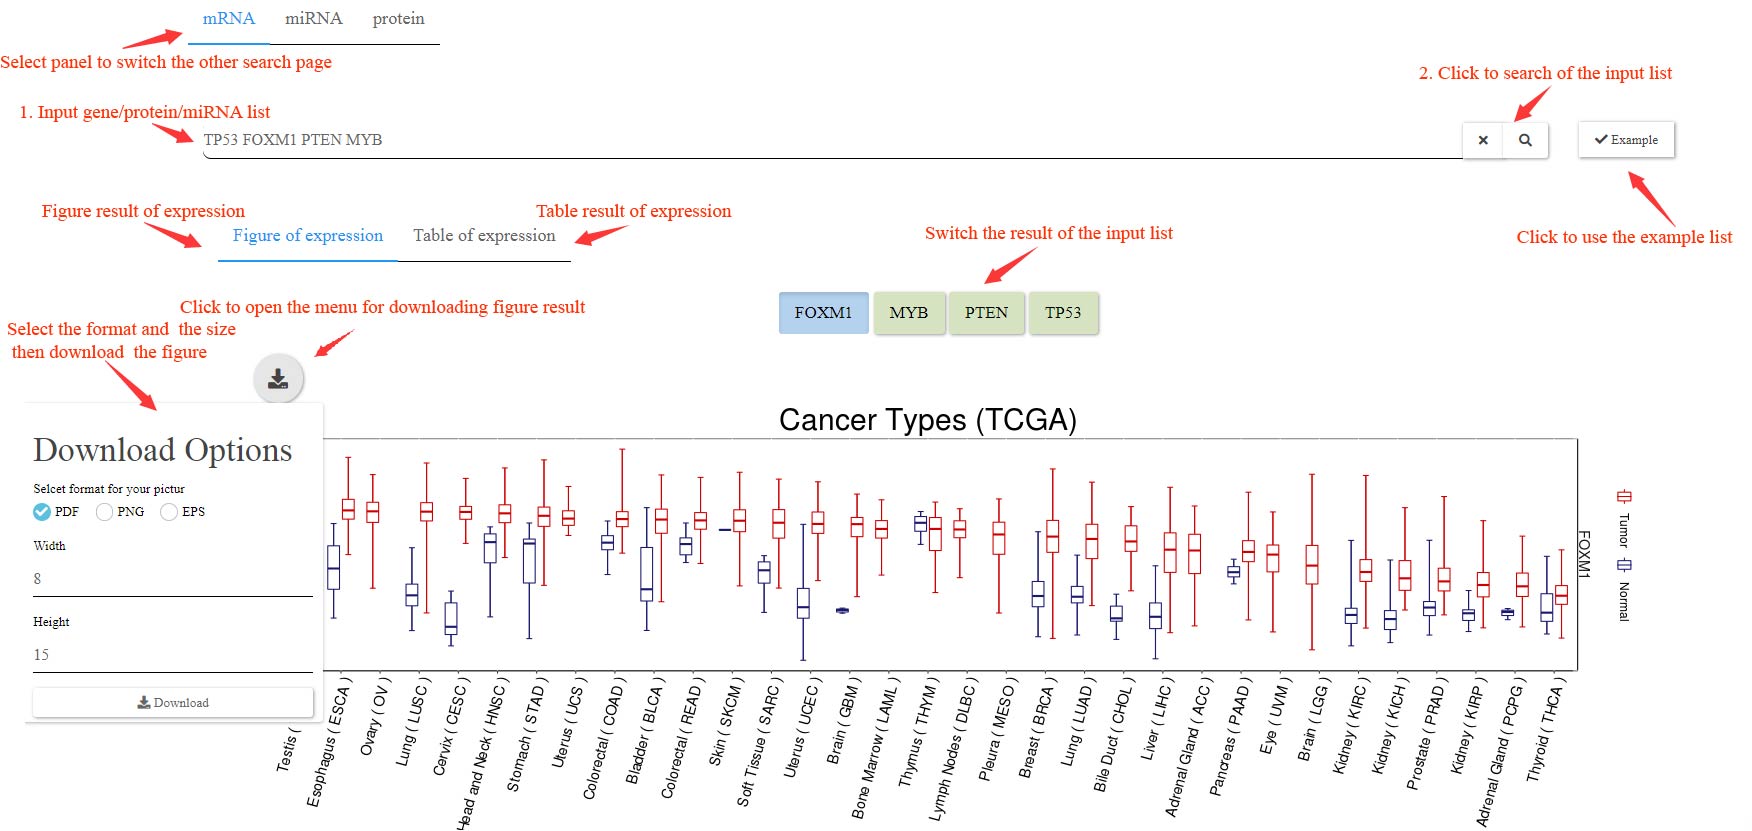 mRNA miRNA protein
Select panel to switch the other search page
2. Click to search of the input list
1. Input gene/protein/miRNA list
TP53 FOXM1 PTEN MYB
Example
Figure result of expression
Table result of expression
Click to use the example list
Figure of expression Table of expression
Switch the result of the input list
Click to open the menu for downloading figure result
FOXM1 MYB PTEN TP53
Select the format and the size
then download the figure
Download Options
Selcet format for your pictur
PDF PNG EPS
Width
8
Height
15
Download
Cancer Types (TCGA)
FOXM1
Tumor
Normal
Testis (
Esophagus ( ESCA )
Ovary ( OV )
Lung ( LUSC )
Cervix ( CESC )
Head and Neck ( HNSC )
Stomach ( STAD )
Uterus ( UCS )
Colorectal ( COAD )
Bladder ( BLCA )
Colorectal ( READ )
Skin ( SKCM )
Soft Tissue ( SARC )
Uterus ( UCEC )
Brain ( GBM )
Bone Marrow ( LAML )
Thymus ( THYM )
Lymph Nodes ( DLBC )
Pleura ( MESO )
Breast ( BRCA )
Lung ( LUAD )
Bile Duct ( CHOL )
Liver ( LIHC )
Adrenal Gland ( ACC )
Pancreas ( PAAD )
Eye ( UVM )
Brain ( LGG )
Kidney ( KIRC )
Kidney ( KICH )
Prostate ( PRAD )
Kidney ( KIRP )
Adrenal Gland ( PCPG )
Thyroid ( THCA )